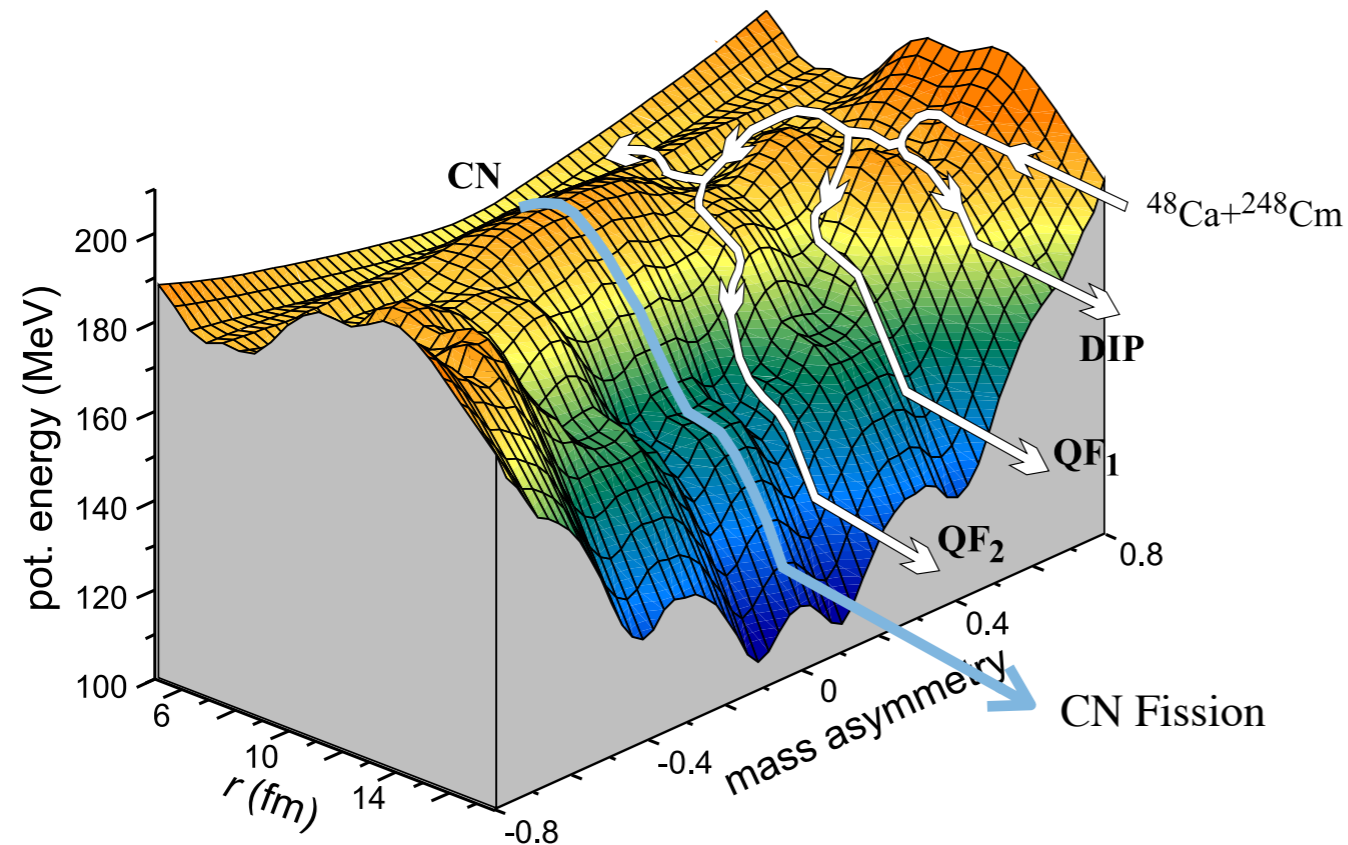 CN
⁴⁸Ca+²⁴⁸Cm
DIP
QF₁
QF₂
CN Fission
pot. energy (MeV)
200
180
160
140
120
100
6
10
14
r (fm)
-0.8
-0.4
0
0.4
0.8
mass asymmetry